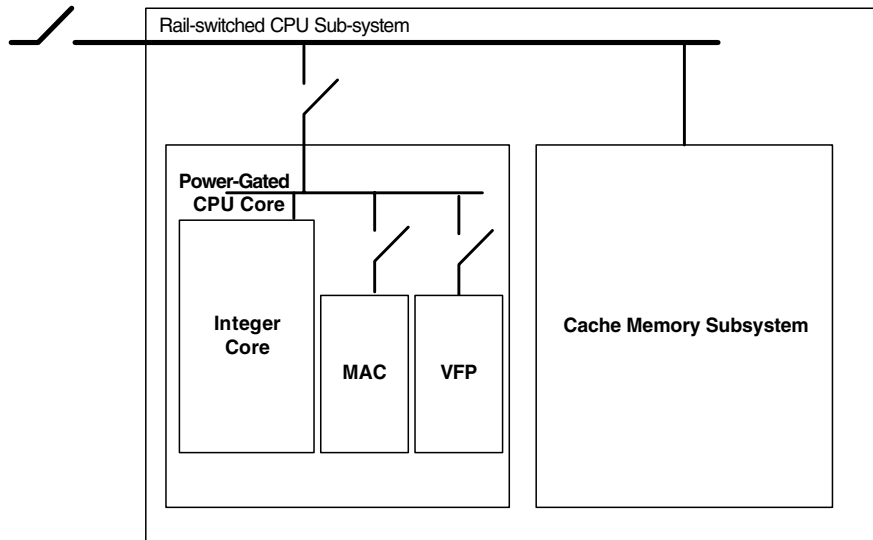 Rail-switched CPU Sub-system
Power-Gated
CPU Core
Integer
Core
MAC
VFP
Cache Memory Subsystem